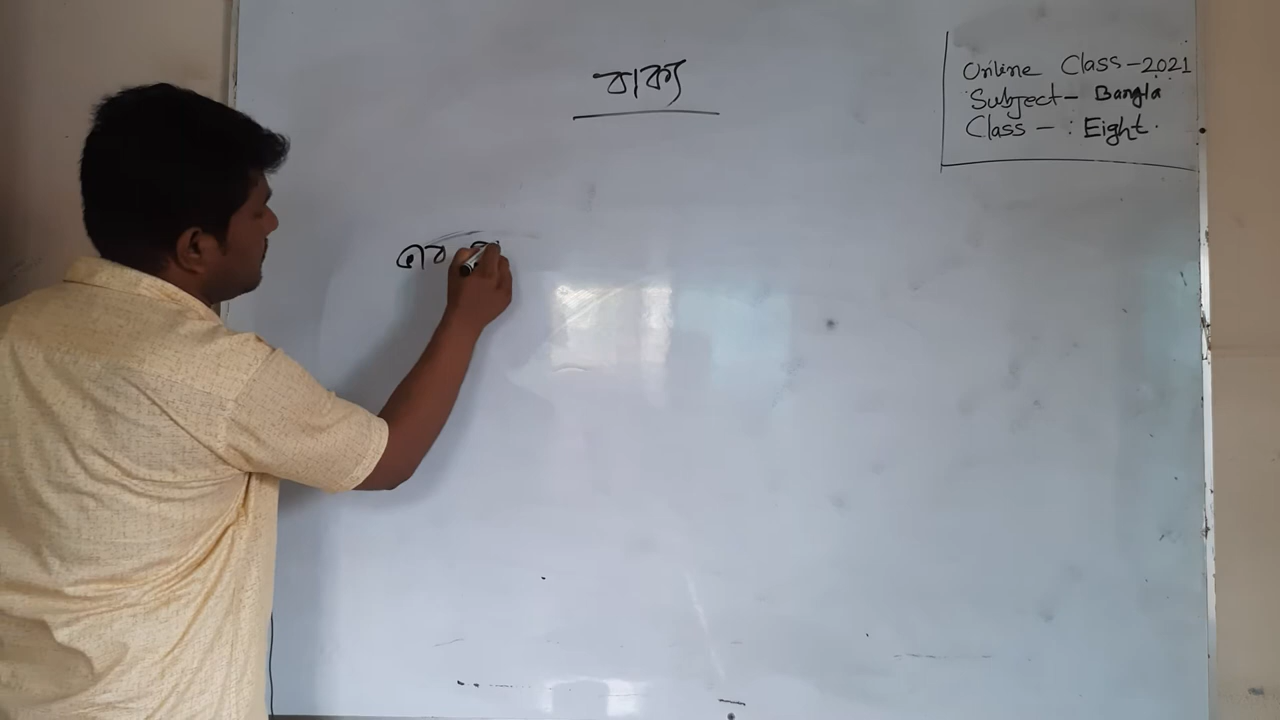 বাক্য
Online Class-2021
Subject- Bangla
Class - : Eight.